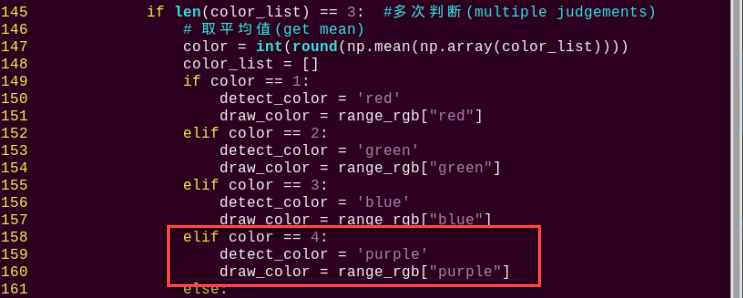 145             if len(color_list) == 3:  #多次判断(multiple judgements)
146                 # 取平均值(get mean)
147                 color = int(round(np.mean(np.array(color_list))))
148                 color_list = []
149                 if color == 1:
150                     detect_color = 'red'
151                     draw_color = range_rgb["red"]
152                 elif color == 2:
153                     detect_color = 'green'
154                     draw_color = range_rgb["green"]
155                 elif color == 3:
156                     detect_color = 'blue'
157                     draw_color = range_rgb["blue"]
158                 elif color == 4:
159                     detect_color = 'purple'
160                     draw_color = range_rgb["purple"]
161                 else: